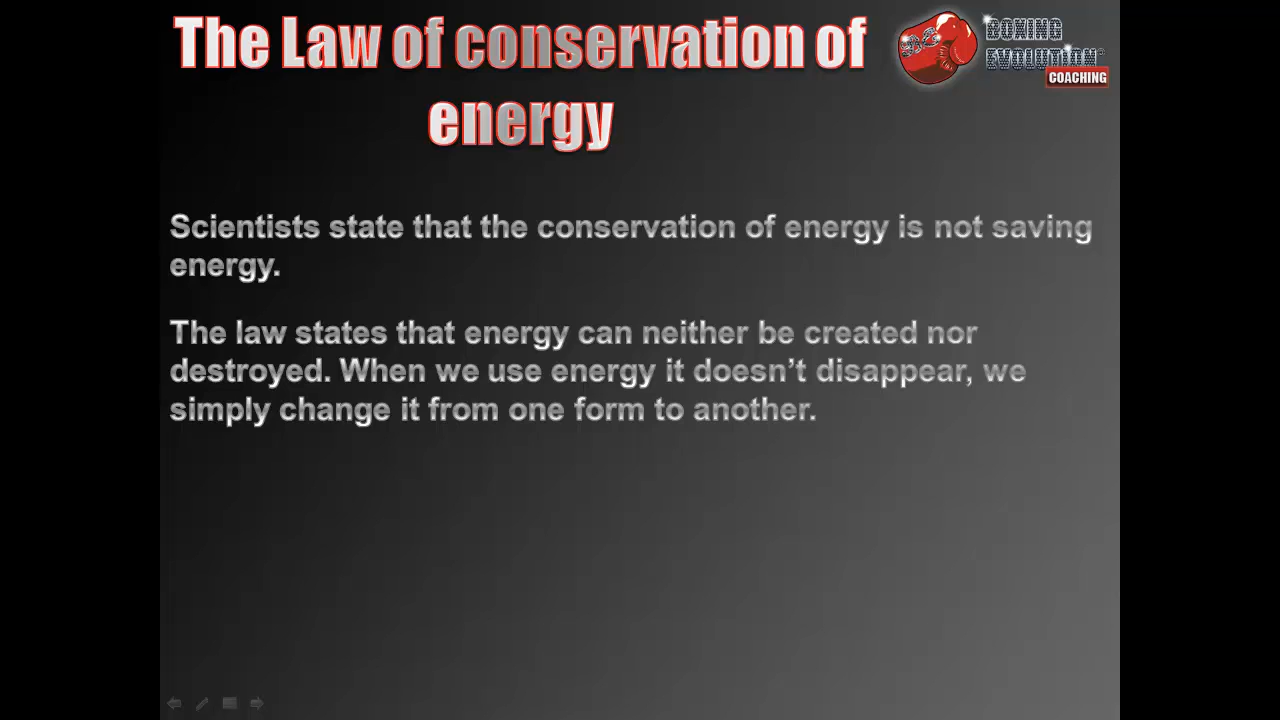 The Law of conservation of
energy
BOXING
EVOLUTION
COACHING
Scientists state that the conservation of energy is not saving
energy.
The law states that energy can neither be created nor
destroyed. When we use energy it doesn’t disappear, we
simply change it from one form to another.